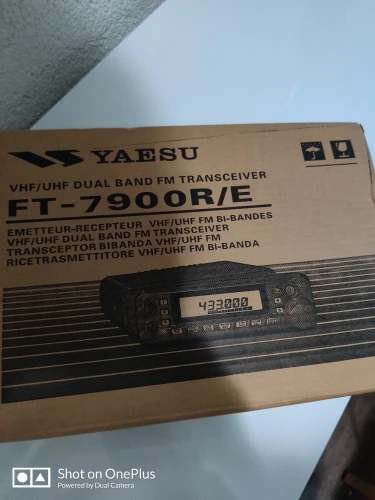 YAESU
VHF/UHF DUAL BAND FM TRANSCEIVER
FT-7900R/E
EMETTEUR-RECEPTEUR VHF/UHF FM BI-BANDES
VHF/UHF DUAL BAND FM TRANSCEIVER
TRANSCEPTOR BIBANDA VHF/UHF FM
RICETRASMETTITORE VHF/UHF FM BI-BANDA
433.000
Shot on OnePlus
Powered by Dual Camera